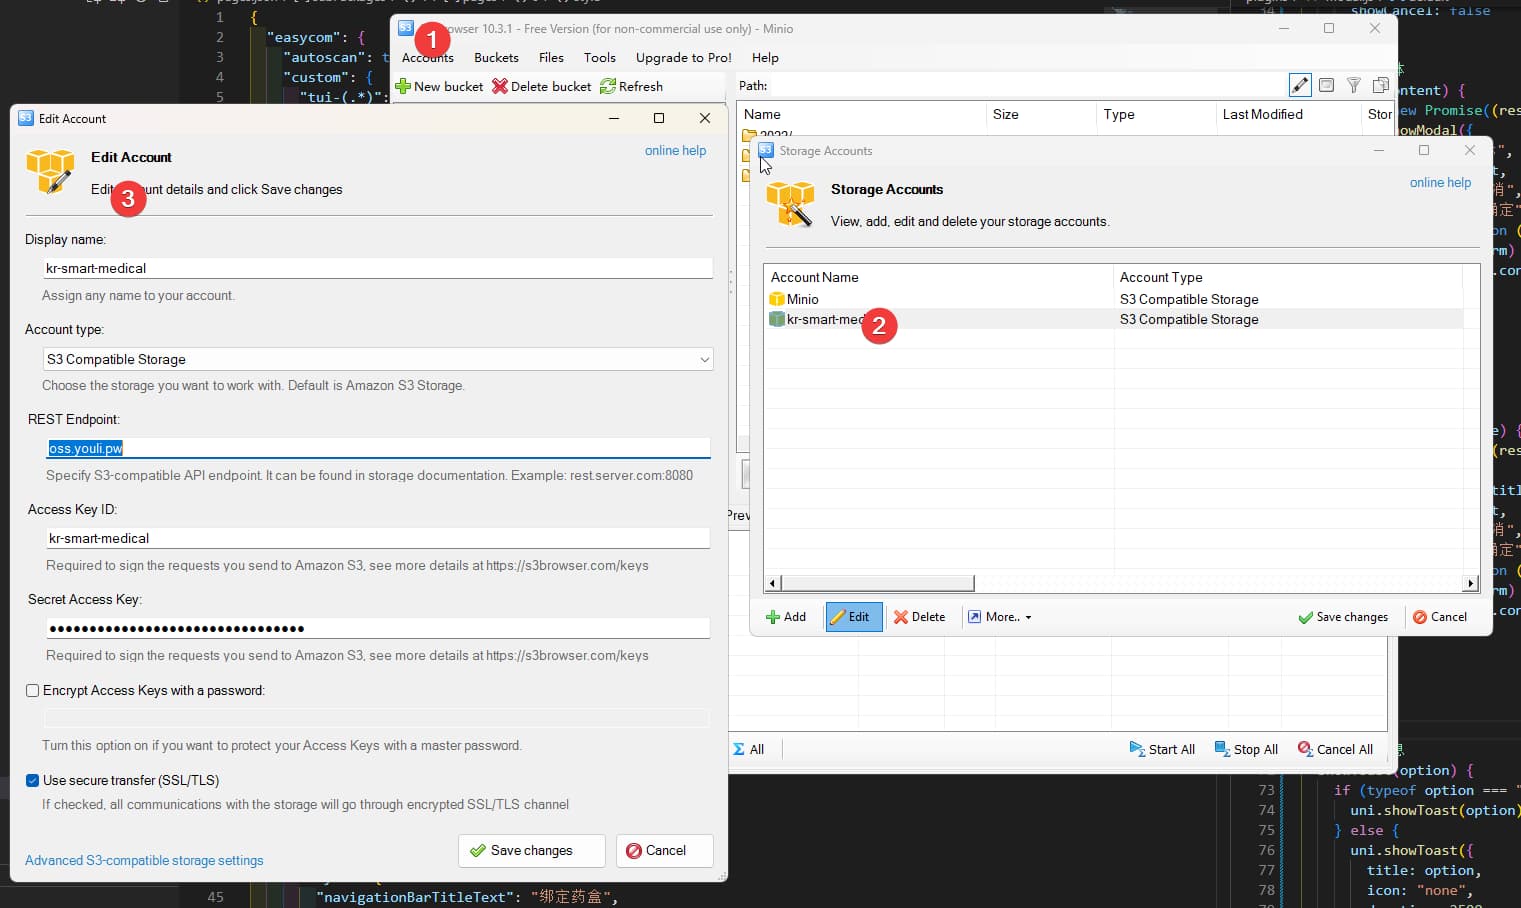 1
{
2
"easycom": {
3
"autoscan": t
4
"custom": {
5
"tui-(.*)":
S3
1
owser 10.3.1 - Free Version (for non-commercial use only) - Minio
Accounts
Buckets
Files
Tools
Upgrade to Pro!
Help
New bucket
Delete bucket
Refresh
Path:
Name
Size
Type
Last Modified
Stor
2022/
S3
Edit Account
Edit Account
online help
3
Edit account details and click Save changes
Display name:
kr-smart-medical
Assign any name to your account.
Account type:
S3 Compatible Storage
Choose the storage you want to work with. Default is Amazon S3 Storage.
REST Endpoint:
oss.youli.pw
Specify S3-compatible API endpoint. It can be found in storage documentation. Example: rest.server.com:8080
Access Key ID:
kr-smart-medical
Required to sign the requests you send to Amazon S3, see more details at https://s3browser.com/keys
Secret Access Key:
●●●●●●●●●●●●●●●●●●●●●●●●●●●●●●●●
Required to sign the requests you send to Amazon S3, see more details at https://s3browser.com/keys
Encrypt Access Keys with a password:
Turn this option on if you want to protect your Access Keys with a master password.
Use secure transfer (SSL/TLS)
If checked, all communications with the storage will go through encrypted SSL/TLS channel
Advanced S3-compatible storage settings
Save changes
Cancel
S3
Storage Accounts
Storage Accounts
online help
View, add, edit and delete your storage accounts.
Account Name
Account Type
Minio
S3 Compatible Storage
kr-smart-med
2
S3 Compatible Storage
Add
Edit
Delete
More..
Save changes
Cancel
Prev
All
Start All
Stop All
Cancel All
45
"navigationBarTitleText": "绑定药盒",
showCancel: false
ntent) {
ew Promise((res
owModal({
(option) {
73
if (typeof option === "
74
uni.showToast(option)
75
} else {
76
uni.showToast({
77
title: option,
78
icon: "none",